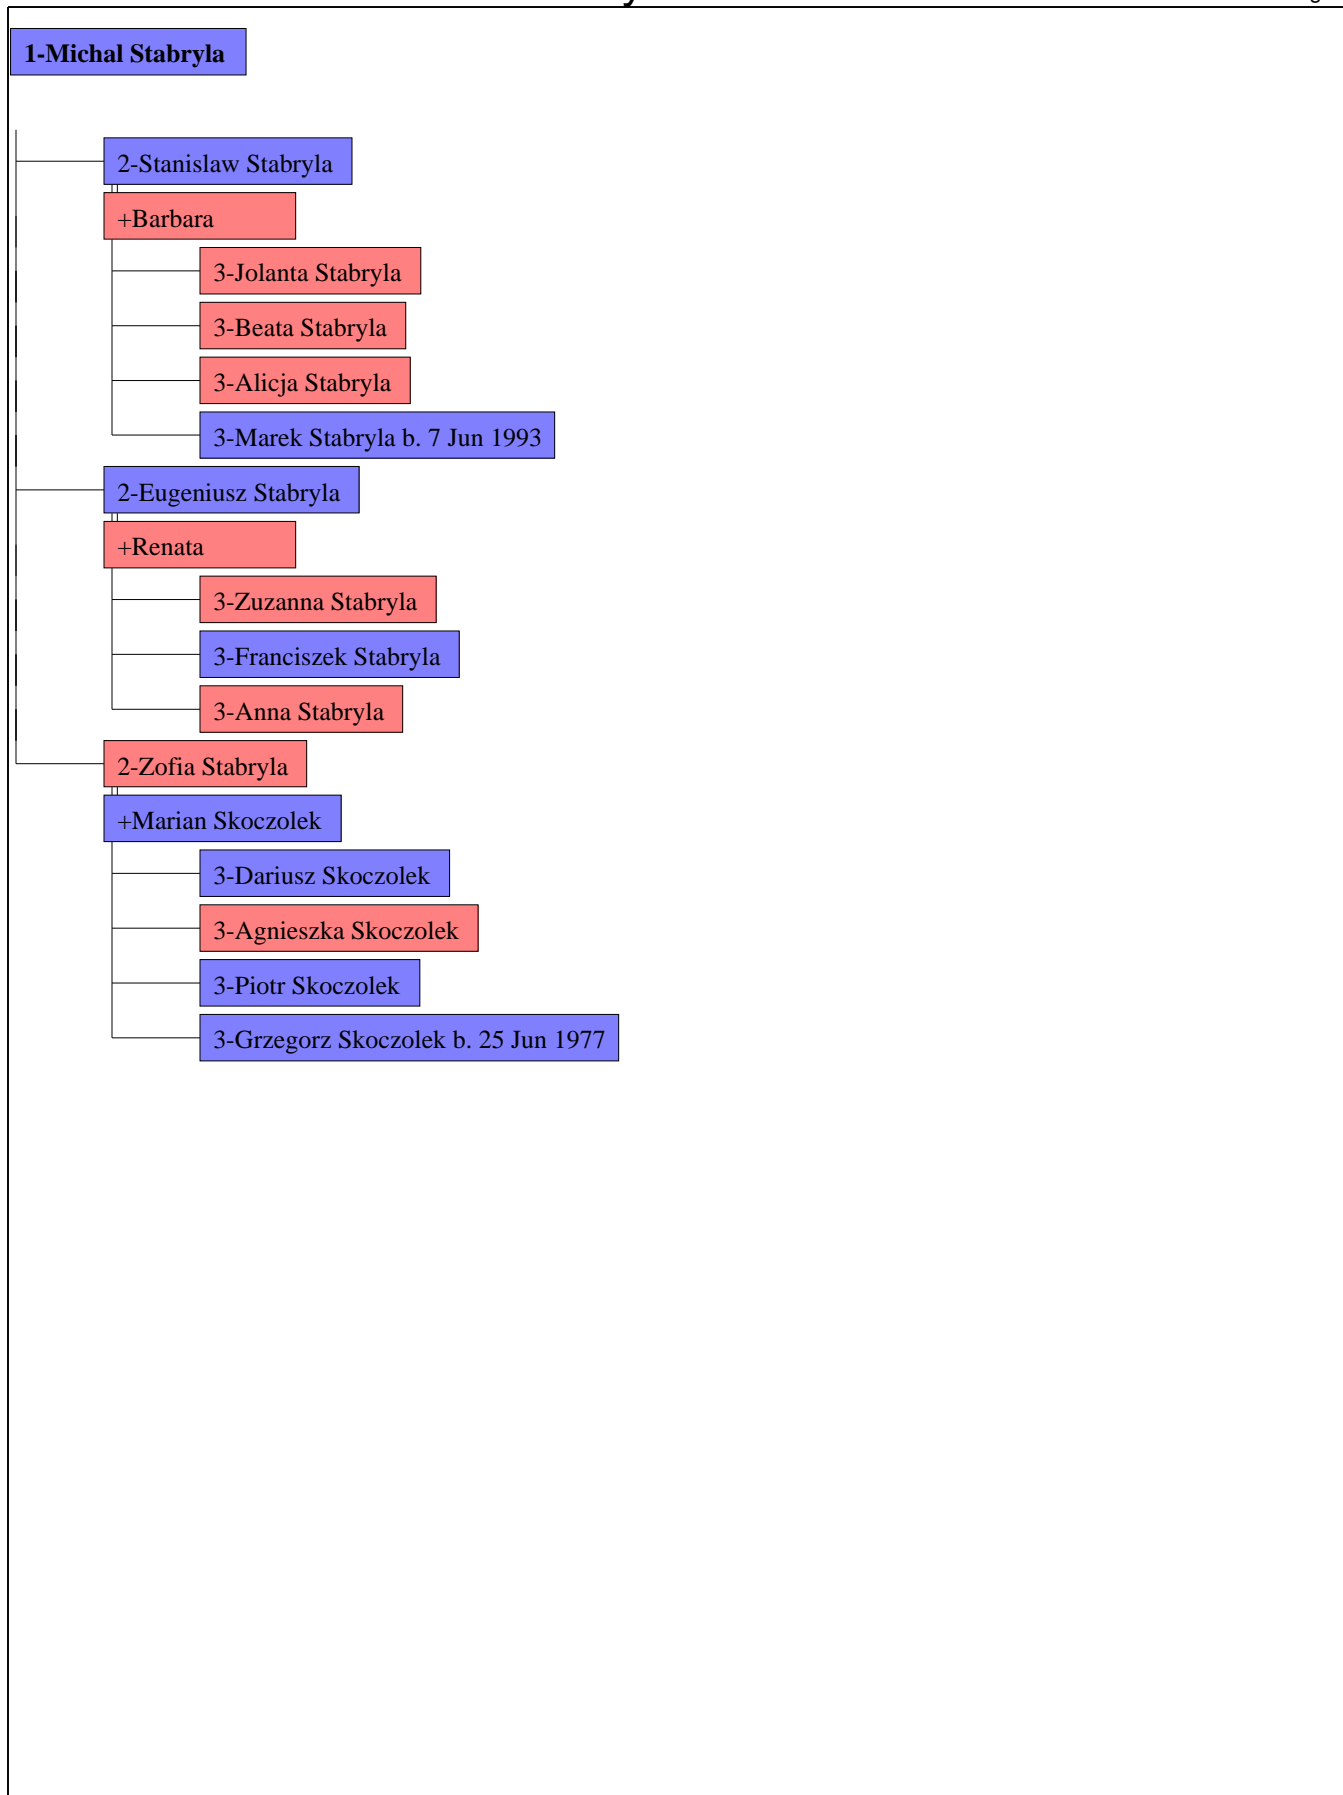 1-Michal Stabryla
2-Stanislaw Stabryla
+Barbara
3-Jolanta Stabryla
3-Beata Stabryla
3-Alicja Stabryla
3-Marek Stabryla b. 7 Jun 1993
2-Eugeniusz Stabryla
+Renata
3-Zuzanna Stabryla
3-Franciszek Stabryla
3-Anna Stabryla
2-Zofia Stabryla
+Marian Skoczolek
3-Dariusz Skoczolek
3-Agnieszka Skoczolek
3-Piotr Skoczolek
3-Grzegorz Skoczolek b. 25 Jun 1977